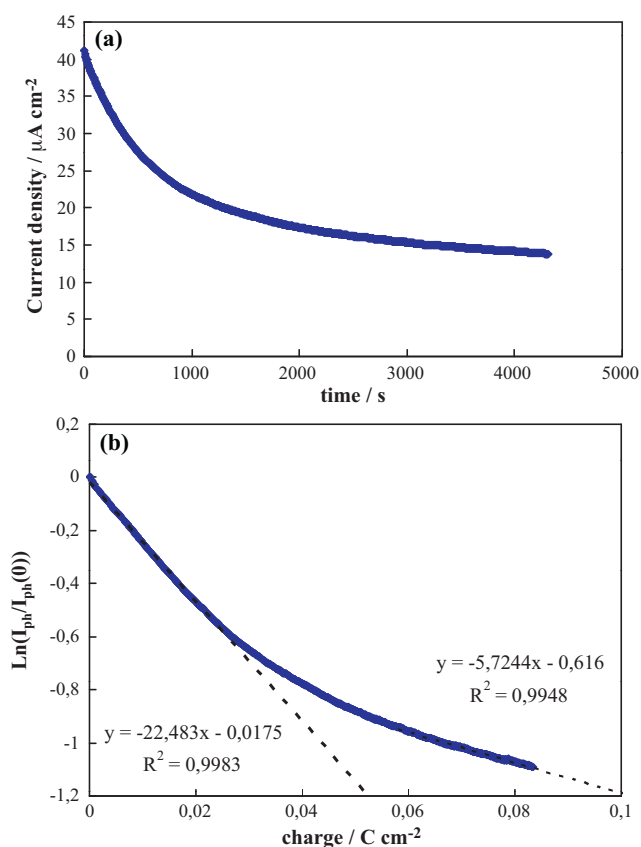 (a)
45
40
35
30
25
20
15
10
5
0
Current density / μA cm-2
0 1000 2000 3000 4000 5000
time / s
(b)
0,2
0
-0,2
-0,4
-0,6
-0,8
-1
-1,2
Ln(Iph/Iph(0))
y = -5,7244x - 0,616
R2 = 0,9948
y = -22,483x - 0,0175
R2 = 0,9983
0 0,02 0,04 0,06 0,08 0,1
charge / C cm-2